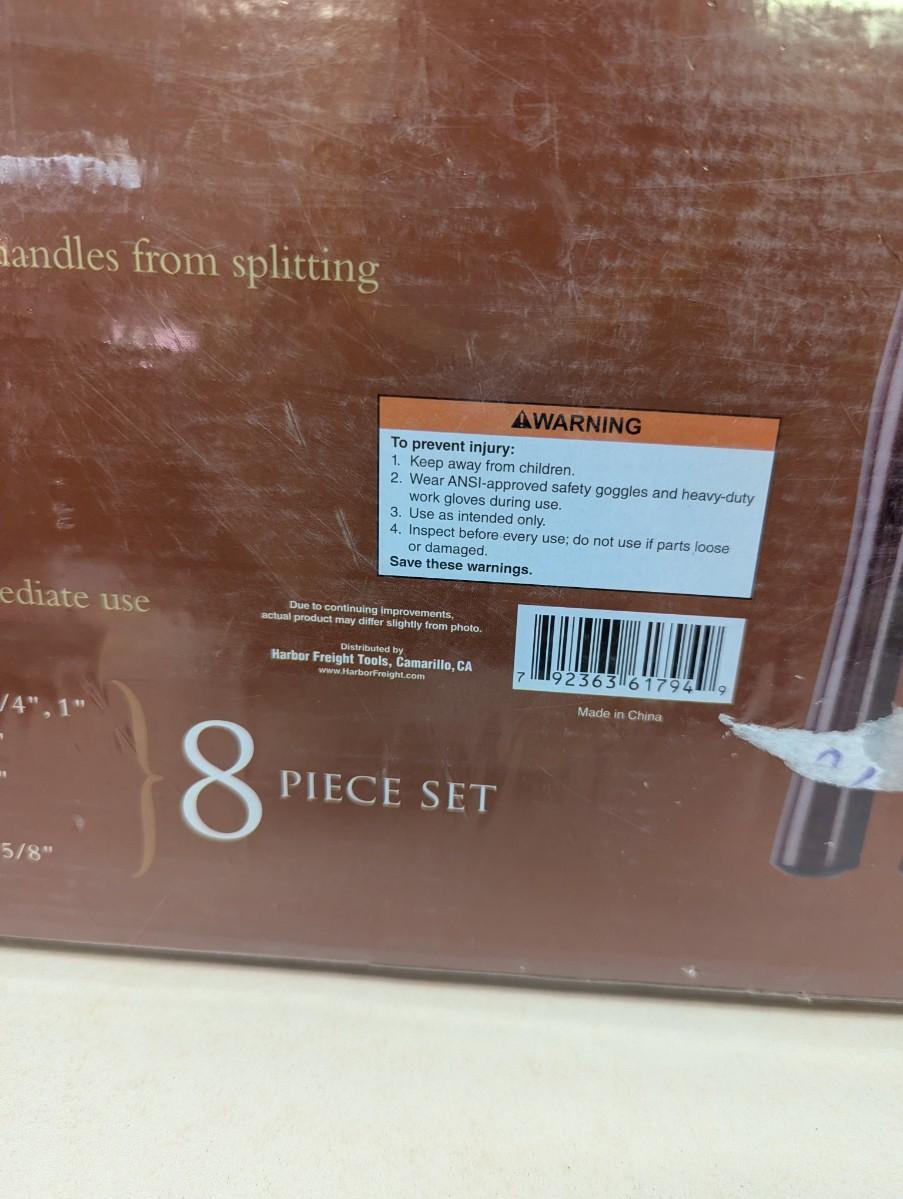 handles from splitting
⚠WARNING
To prevent injury:
1. Keep away from children.
2. Wear ANSI-approved safety goggles and heavy-duty
work gloves during use.
3. Use as intended only.
4. Inspect before every use; do not use if parts loose
or damaged.
Save these warnings.
ediate use
Due to continuing improvements,
actual product may differ slightly from photo.
Distributed by
Harbor Freight Tools, Camarillo, CA
www.HarborFreight.com
7 92363 61794 9
Made in China
/4", 1"
"
"
5/8"
8 PIECE SET